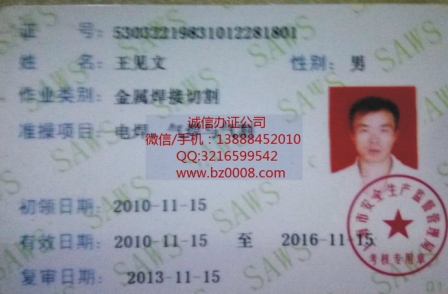 证 号: 53032219831012281801
姓 名: 王见文 性别: 男
作业类别: 金属焊接切割
准操项目: 电焊
诚信办证公司
微信/手机:13888452010
QQ:3216599542
www.bz0008.com
初领日期: 2010-11-15
有效日期: 2010-11-15 至 2016-11-15
复审日期: 2013-11-15
SAWS
SAWS
SAWS
SAWS
SAWS
市安全生产监督管理局
考核专用章